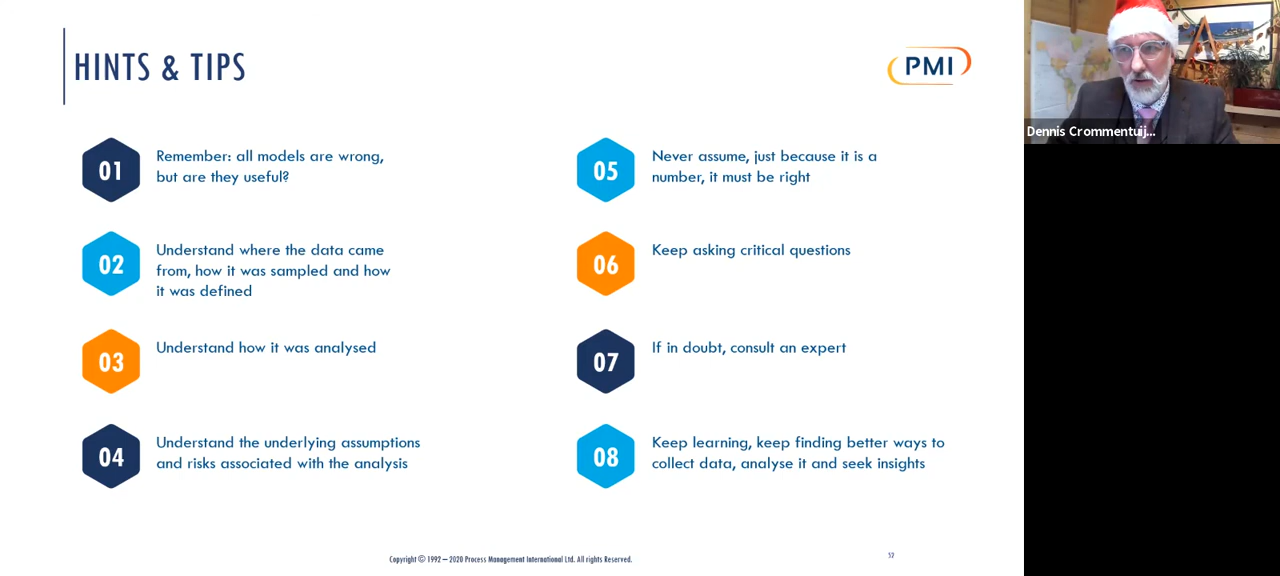 HINTS & TIPS
PMI
01
Remember: all models are wrong,
but are they useful?
02
Understand where the data came
from, how it was sampled and how
it was defined
03
Understand how it was analysed
04
Understand the underlying assumptions
and risks associated with the analysis
05
Never assume, just because it is a
number, it must be right
06
Keep asking critical questions
07
If in doubt, consult an expert
08
Keep learning, keep finding better ways to
collect data, analyse it and seek insights
Copyright © 1992 – 2020 Process Management International Ltd. All rights Reserved.
Dennis Crommentuij...